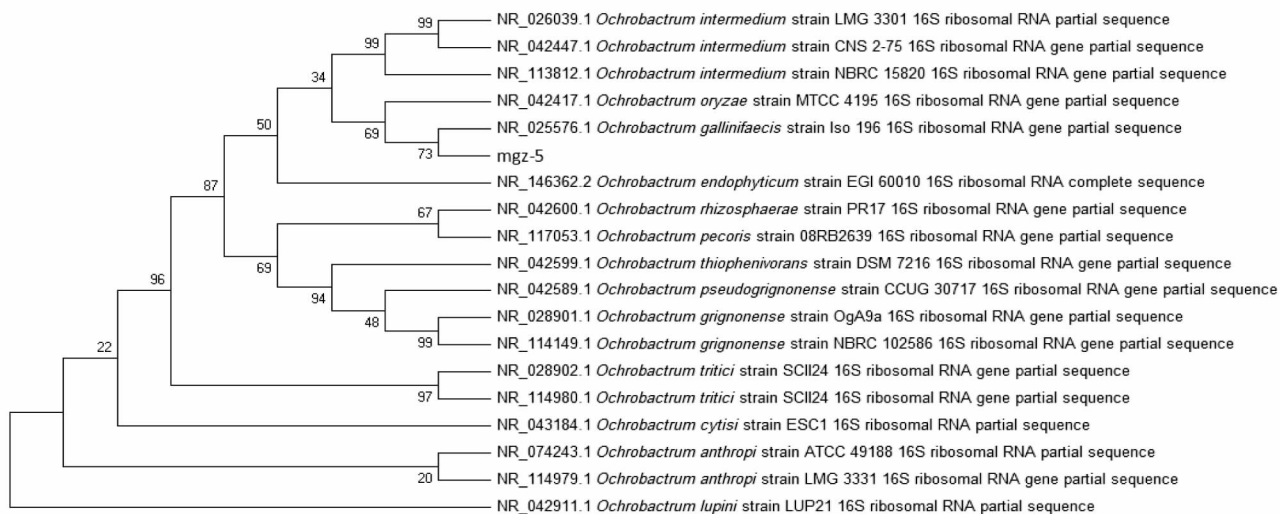 NR_026039.1 Ochrobactrum intermedium strain LMG 3301 16S ribosomal RNA partial sequence
99
NR_042447.1 Ochrobactrum intermedium strain CNS 2-75 16S ribosomal RNA gene partial sequence
99
NR_113812.1 Ochrobactrum intermedium strain NBRC 15820 16S ribosomal RNA gene partial sequence
34
NR_042417.1 Ochrobactrum oryzae strain MTCC 4195 16S ribosomal RNA gene partial sequence
50
69
NR_025576.1 Ochrobactrum gallinifaecis strain Iso 196 16S ribosomal RNA gene partial sequence
73
mgz-5
87
NR_146362.2 Ochrobactrum endophyticum strain EGI 60010 16S ribosomal RNA complete sequence
67
NR_042600.1 Ochrobactrum rhizosphaerae strain PR17 16S ribosomal RNA gene partial sequence
NR_117053.1 Ochrobactrum pecoris strain 08RB2639 16S ribosomal RNA gene partial sequence
69
NR_042599.1 Ochrobactrum thiophenivorans strain DSM 7216 16S ribosomal RNA gene partial sequence
96
94
NR_042589.1 Ochrobactrum pseudogrignonense strain CCUG 30717 16S ribosomal RNA gene partial sequence
48
NR_028901.1 Ochrobactrum grignonense strain OgA9a 16S ribosomal RNA gene partial sequence
99
NR_114149.1 Ochrobactrum grignonense strain NBRC 102586 16S ribosomal RNA gene partial sequence
22
NR_028902.1 Ochrobactrum tritici strain SCII24 16S ribosomal RNA gene partial sequence
97
NR_114980.1 Ochrobactrum tritici strain SCII24 16S ribosomal RNA gene partial sequence
NR_043184.1 Ochrobactrum cytisi strain ESC1 16S ribosomal RNA partial sequence
NR_074243.1 Ochrobactrum anthropi strain ATCC 49188 16S ribosomal RNA partial sequence
20
NR_114979.1 Ochrobactrum anthropi strain LMG 3331 16S ribosomal RNA gene partial sequence
NR_042911.1 Ochrobactrum lupini strain LUP21 16S ribosomal RNA partial sequence